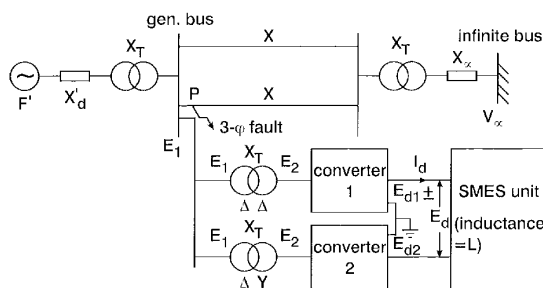 gen. bus
X
X_T
X_T
infinite bus
X_∝
F'
X'_d
P
X
V_∝
3-φ fault
E_1
E_1
X_T
E_2
converter
1
I_d
E_d1 ±
SMES unit
Δ Δ
E_d
(inductance
=L)
X_T
E_1
E_2
converter
2
E_d2
Δ Y